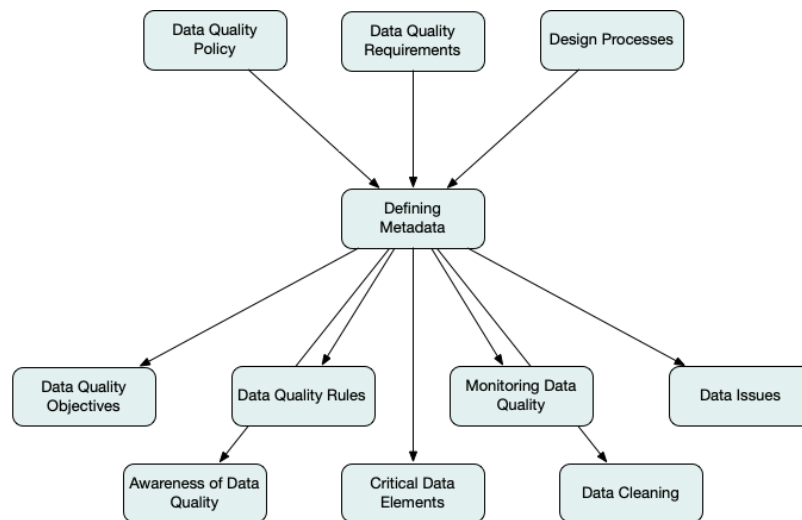 Data Quality
Policy
Data Quality
Requirements
Design Processes
Defining
Metadata
Data Quality
Objectives
Data Quality Rules
Monitoring Data
Quality
Data Issues
Awareness of Data
Quality
Critical Data
Elements
Data Cleaning